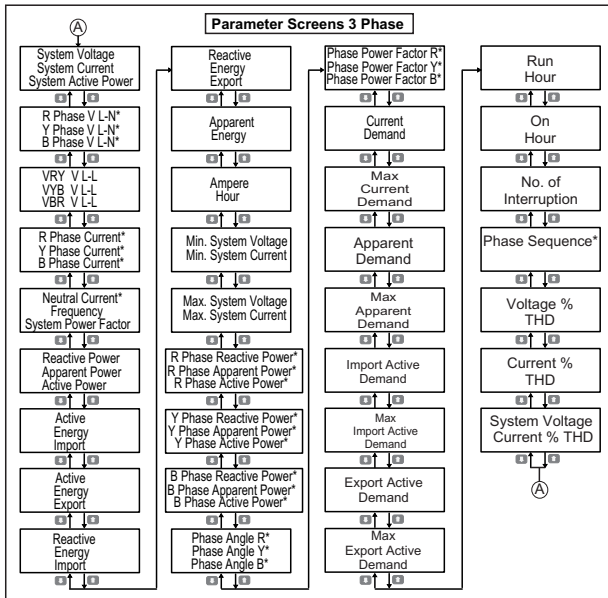 Parameter Screens 3 Phase
A
System Voltage
System Current
System Active Power
R Phase V L-N*
Y Phase V L-N*
B Phase V L-N*
VRY V L-L
VYB V L-L
VBR V L-L
R Phase Current*
Y Phase Current*
B Phase Current*
Neutral Current*
Frequency
System Power Factor
Reactive Power
Apparent Power
Active Power
Active
Energy
Import
Active
Energy
Export
Reactive
Energy
Import
Reactive
Energy
Export
Apparent
Energy
Ampere
Hour
Min. System Voltage
Min. System Current
Max. System Voltage
Max. System Current
R Phase Reactive Power*
R Phase Apparent Power*
R Phase Active Power*
Y Phase Reactive Power*
Y Phase Apparent Power*
Y Phase Active Power*
B Phase Reactive Power*
B Phase Apparent Power*
B Phase Active Power*
Phase Angle R*
Phase Angle Y*
Phase Angle B*
Phase Power Factor R*
Phase Power Factor Y*
Phase Power Factor B*
Current
Demand
Max
Current
Demand
Apparent
Demand
Max
Apparent
Demand
Import Active
Demand
Max
Import Active
Demand
Export Active
Demand
Max
Export Active
Demand
Run
Hour
On
Hour
No. of
Interruption
Phase Sequence*
Voltage %
THD
Current %
THD
System Voltage
Current % THD
A